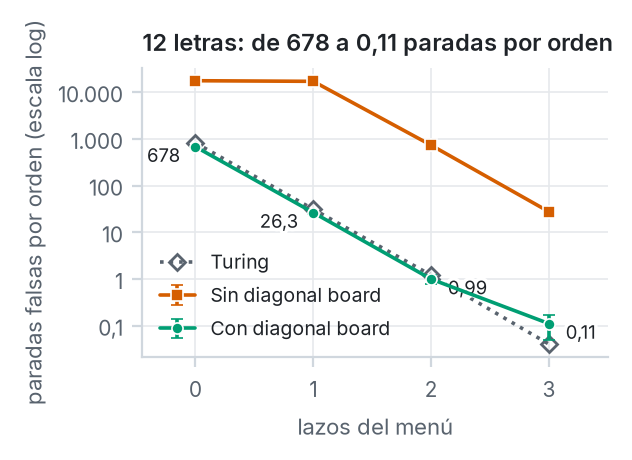 12 letras: de 678 a 0,11 paradas por orden
paradas falsas por orden (escala log)
10.000
1.000
100
10
1
0,1
678
26,3
0,99
0,11
Turing
Sin diagonal board
Con diagonal board
0 1 2 3
lazos del menú